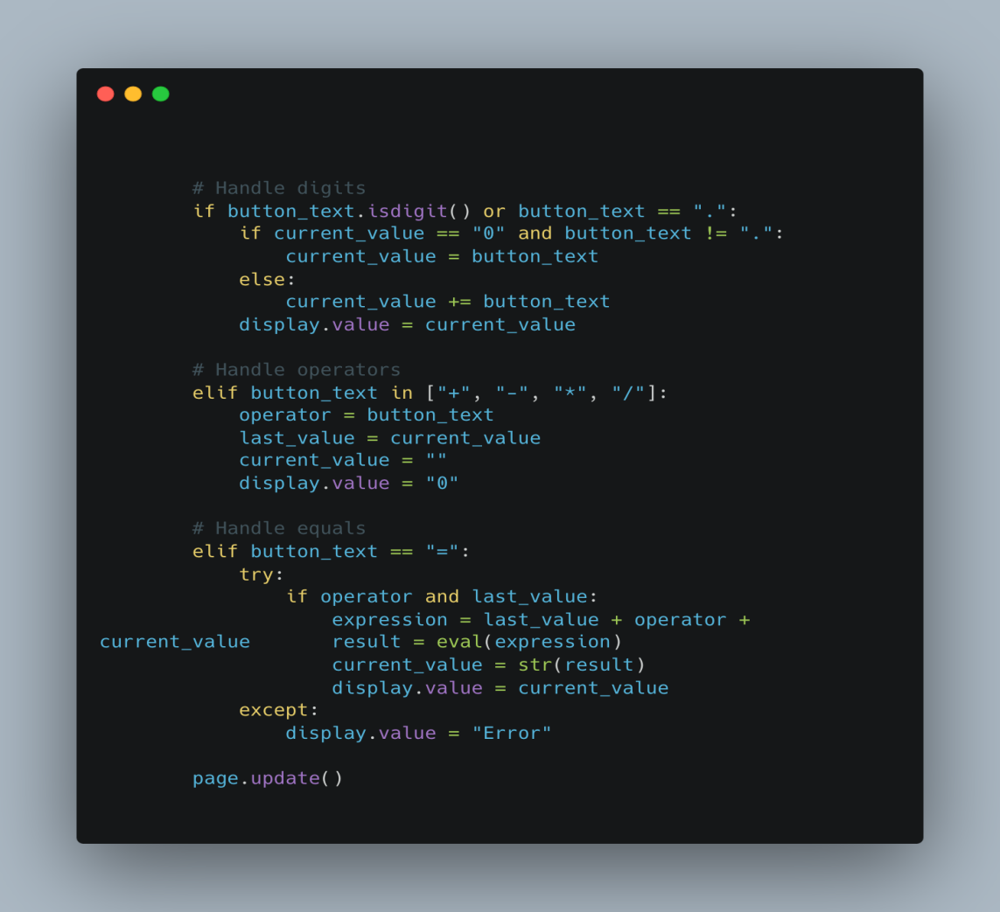 # Handle digits
if button_text.isdigit() or button_text == ".":
if current_value == "0" and button_text != ".":
current_value = button_text
else:
current_value += button_text
display.value = current_value
# Handle operators
elif button_text in ["+", "-", "*", "/"]:
operator = button_text
last_value = current_value
current_value = ""
display.value = "0"
# Handle equals
elif button_text == "=":
try:
if operator and last_value:
expression = last_value + operator +
current_value result = eval(expression)
current_value = str(result)
display.value = current_value
except:
display.value = "Error"
page.update()